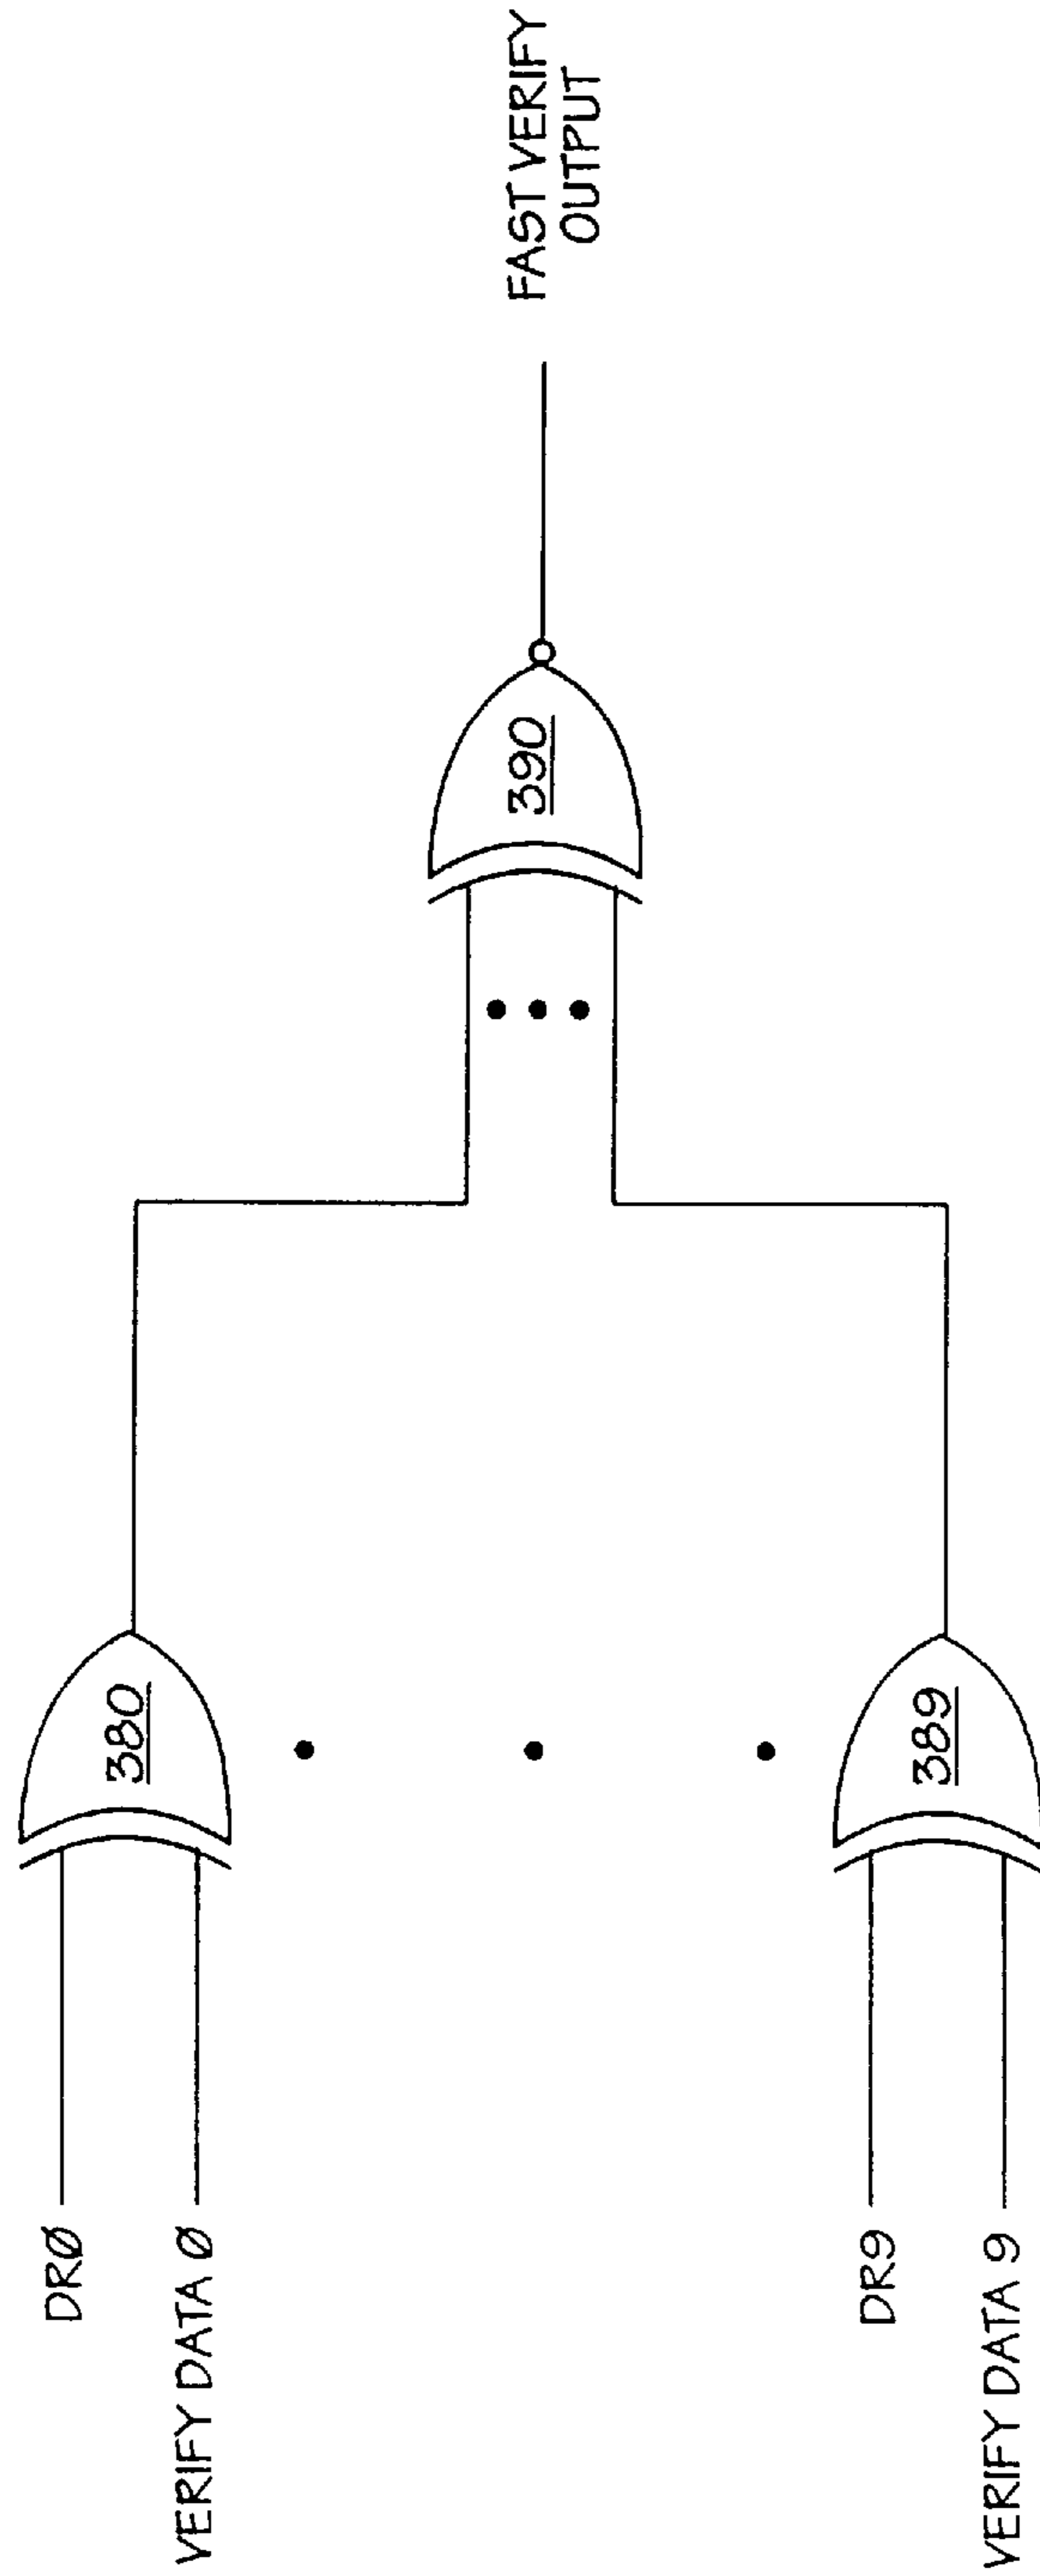 DRØ
VERIFY DATA Ø
380
DR9
VERIFY DATA 9
389
390
FAST VERIFY
OUTPUT